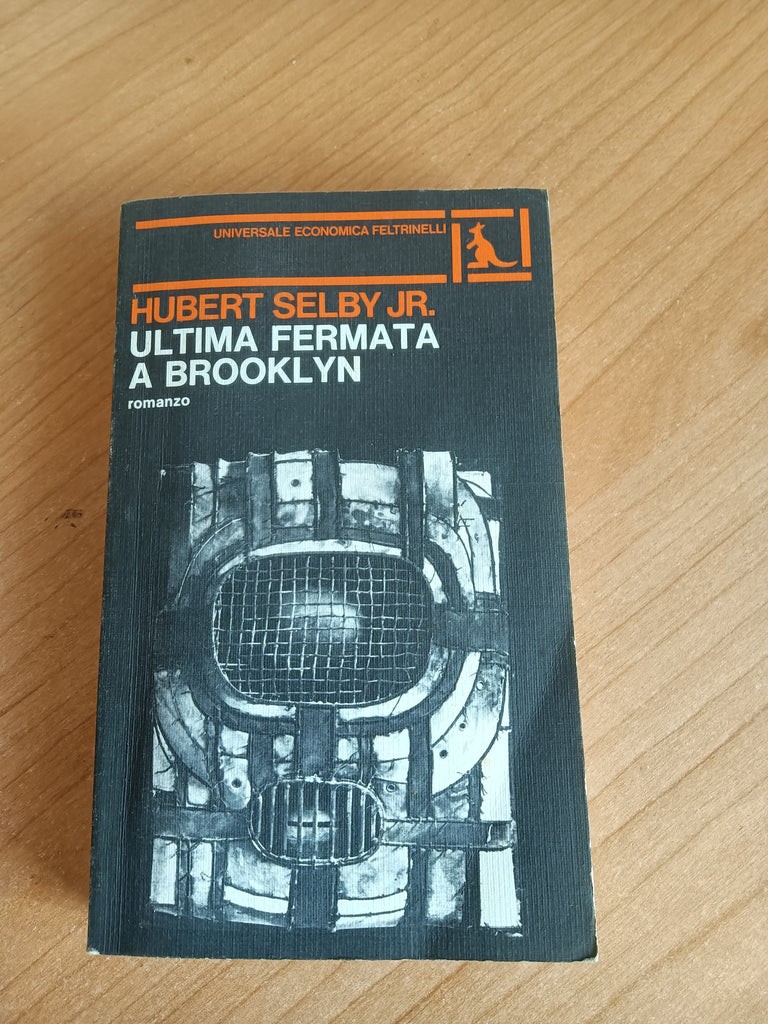 UNIVERSALE ECONOMICA FELTRINELLI
HUBERT SELBY JR.
ULTIMA FERMATA
A BROOKLYN
romanzo